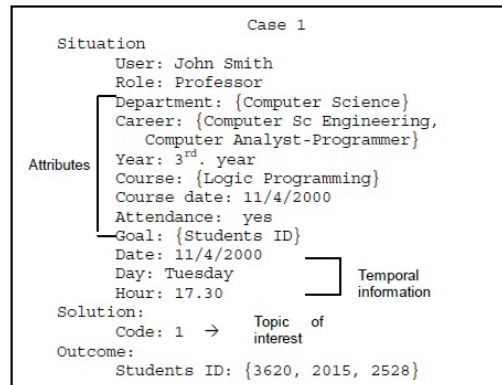 Case 1
Situation
User: John Smith
Role: Professor
Department: {Computer Science}
Career: {Computer Sc Engineering,
Computer Analyst-Programmer}
Year: 3rd. year
Course: {Logic Programming}
Course date: 11/4/2000
Attendance: yes
Goal: {Students ID}
Attributes
Date: 11/4/2000
Day: Tuesday
Hour: 17.30
Temporal
information
Solution:
Code: 1 → Topic of
interest
Outcome:
Students ID: {3620, 2015, 2528}